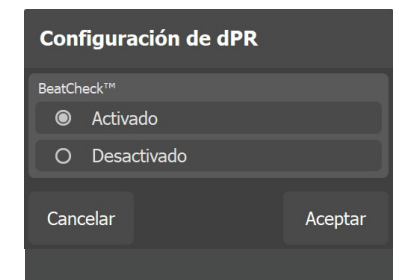 Configuración de dPR
BeatCheck™
Activado
Desactivado
Cancelar Aceptar